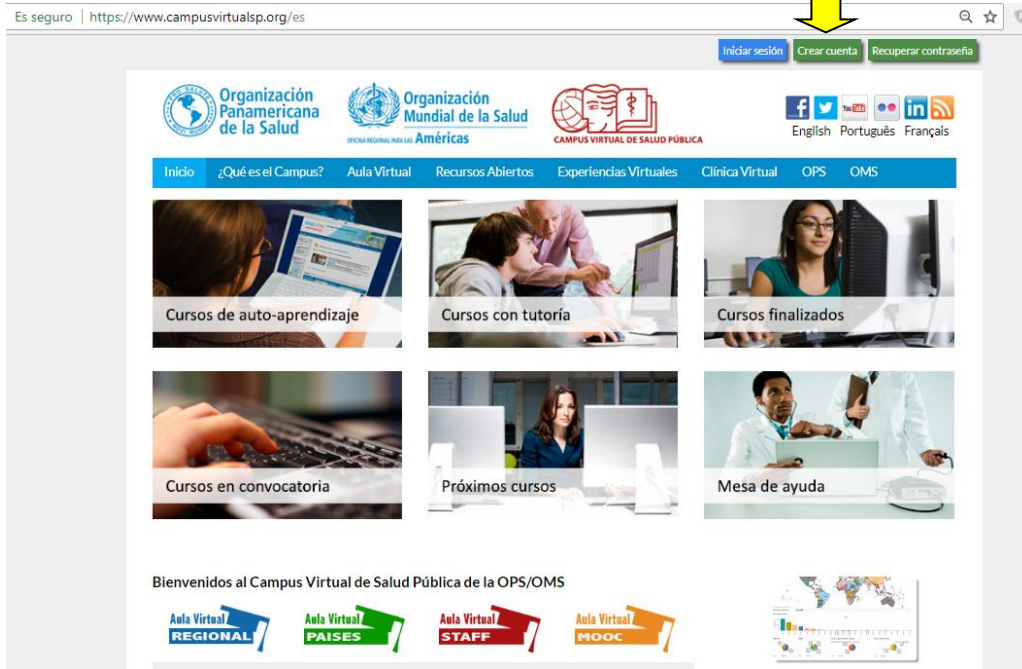 Es seguro | https://www.campusvirtualsp.org/es
Iniciar sesión Crear cuenta Recuperar contraseña
Organización
Panamericana
de la Salud
Organización
Mundial de la Salud
OFICINA REGIONAL PARA LAS Américas
CAMPUS VIRTUAL DE SALUD PÚBLICA
You Tube
English Português Français
Inicio ¿Qué es el Campus? Aula Virtual Recursos Abiertos Experiencias Virtuales Clínica Virtual OPS OMS
Cursos de auto-aprendizaje
Cursos con tutoría
Cursos finalizados
Cursos en convocatoria
Próximos cursos
Mesa de ayuda
Bienvenidos al Campus Virtual de Salud Pública de la OPS/OMS
Aula Virtual
REGIONAL
Aula Virtual
PAISES
Aula Virtual
STAFF
Aula Virtual
MOOC